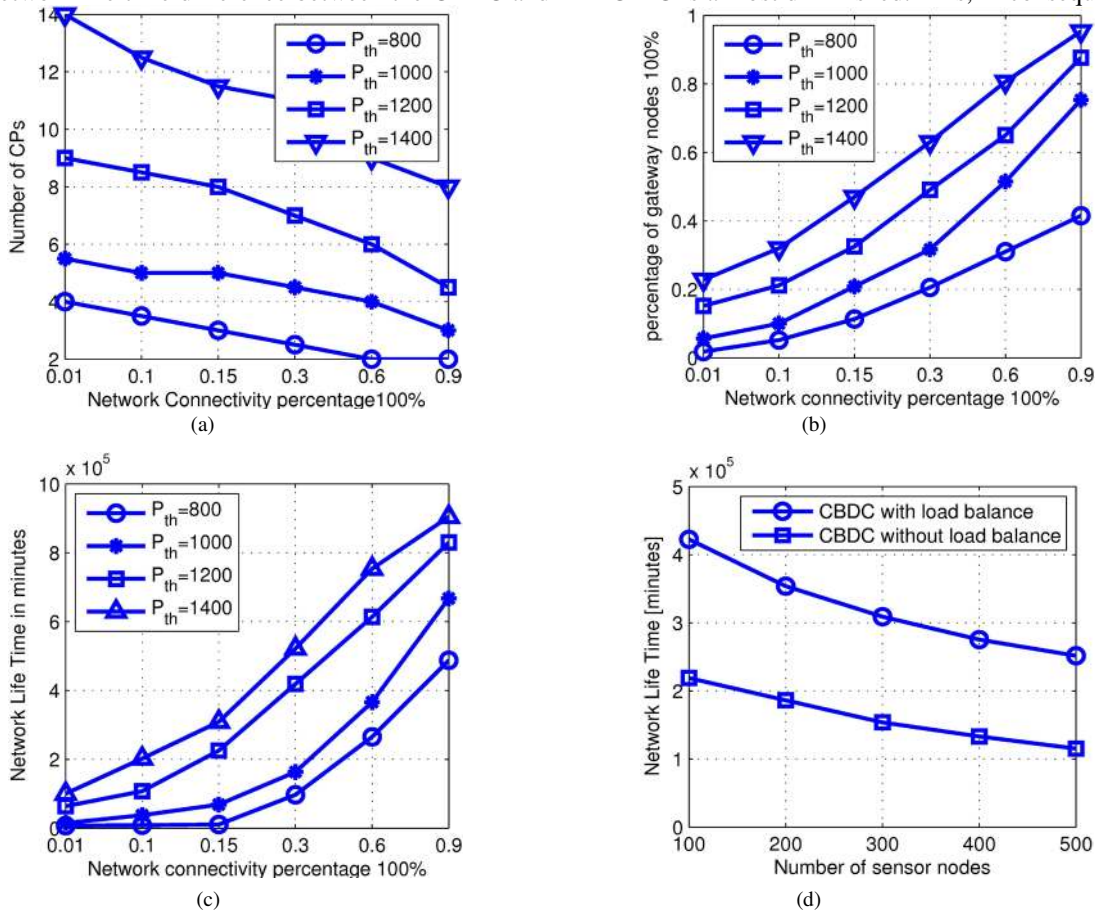 14
12
10
8
6
4
2
0.01 0.1 0.15 0.3 0.6 0.9
Number of CPs
Network Connectivity percentage100%
P_th=800
P_th=1000
P_th=1200
P_th=1400
(a)
1
0.8
0.6
0.4
0.2
0
0.01 0.1 0.15 0.3 0.6 0.9
percentage of gateway nodes 100%
Network connectivity percentage 100%
P_th=800
P_th=1000
P_th=1200
P_th=1400
(b)
x 10^5
10
8
6
4
2
0
0.01 0.1 0.15 0.3 0.6 0.9
Network Life Time in minutes
Network connectivity percentage 100%
P_th=800
P_th=1000
P_th=1200
P_th=1400
(c)
x 10^5
5
4
3
2
1
0
100 200 300 400 500
Network Life Time [minutes]
Number of sensor nodes
CBDC with load balance
CBDC without load balance
(d)